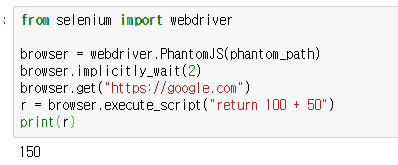 from selenium import webdriver
browser = webdriver.PhantomJS(phantom_path)
browser.implicitly_wait(2)
browser.get("https://google.com")
r = browser.execute_script("return 100 + 50")
print(r)
150